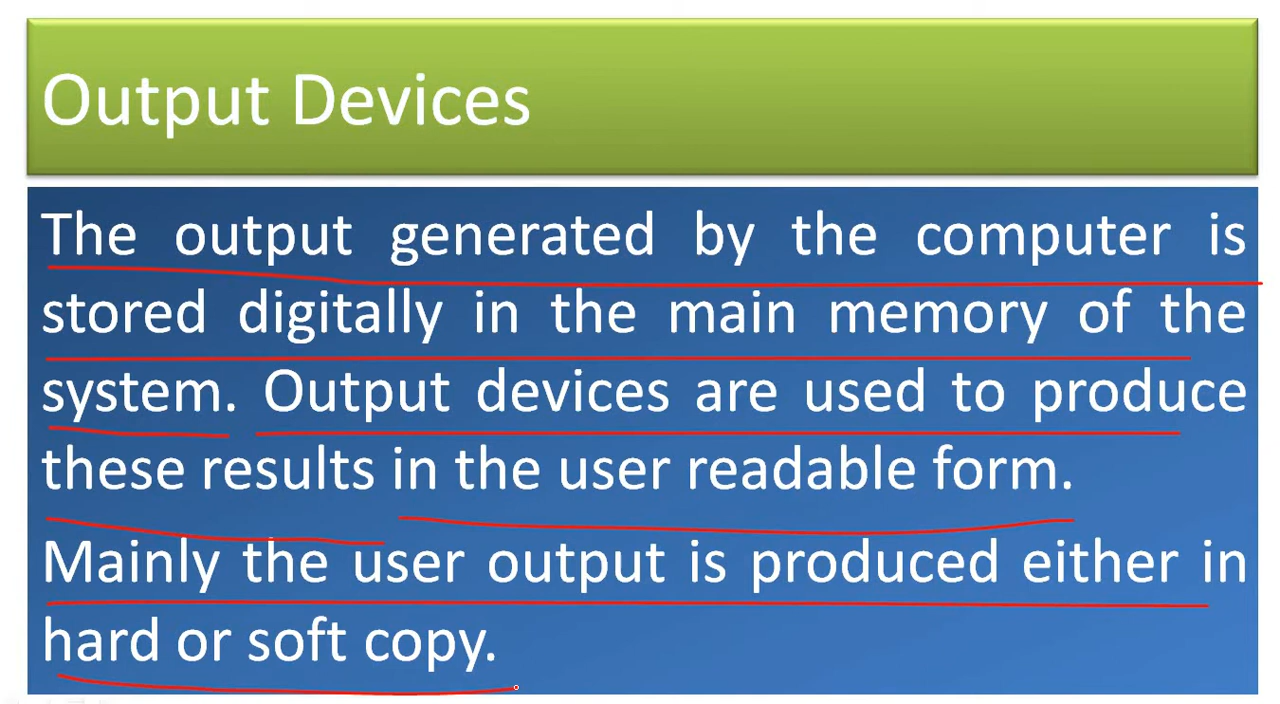 Output Devices
The output generated by the computer is
stored digitally in the main memory of the
system. Output devices are used to produce
these results in the user readable form.
Mainly the user output is produced either in
hard or soft copy.